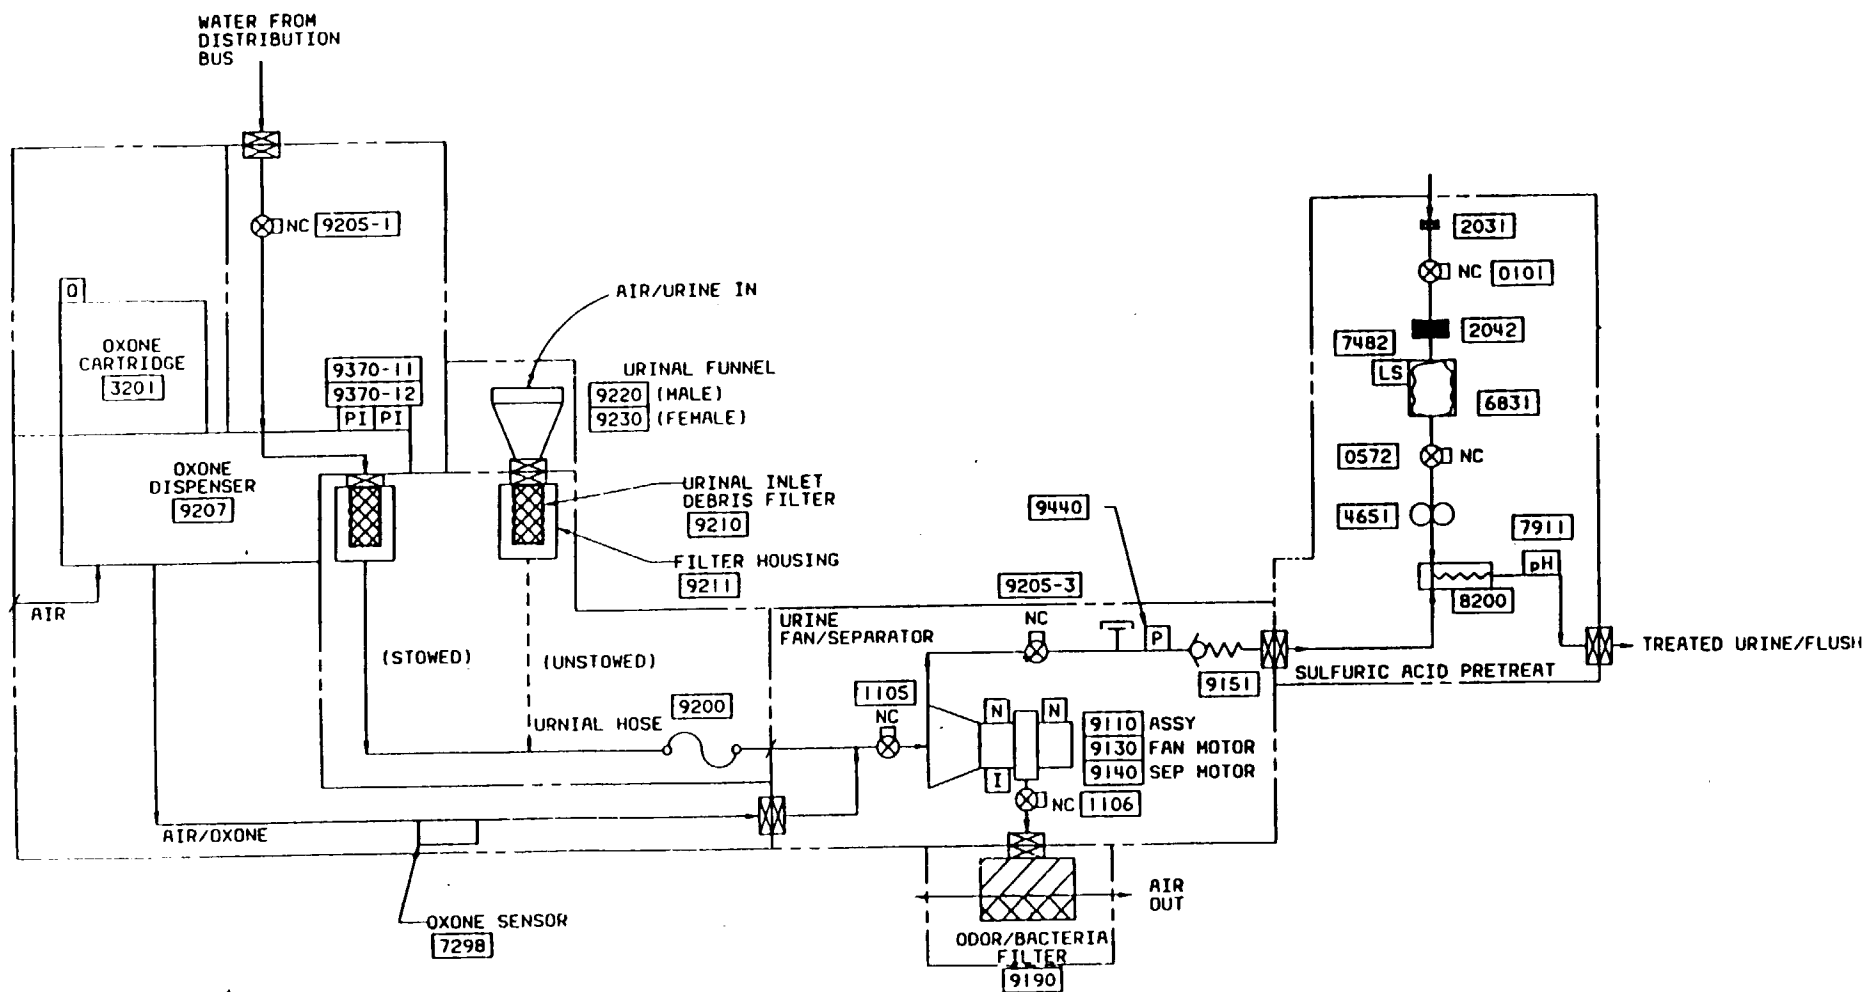 WATER FROM
DISTRIBUTION
BUS
NC 9205-1
O
OXONE
CARTRIDGE
3201
9370-11
9370-12
PI PI
AIR/URINE IN
URINAL FUNNEL
9220 (MALE)
9230 (FEMALE)
OXONE
DISPENSER
9207
URINAL INLET
DEBRIS FILTER
9210
FILTER HOUSING
9211
AIR
(STOWED)
(UNSTOWED)
URNIAL HOSE
9200
AIR/OXONE
OXONE SENSOR
7298
URINE
FAN/SEPARATOR
1105
NC
9205-3
NC
9440
P
9151
N N
I
9110 ASSY
9130 FAN MOTOR
9140 SEP MOTOR
NC 1106
AIR
OUT
ODOR/BACTERIA
FILTER
9190
2031
NC 0101
2042
7482
LS
6831
0572
NC
4651
7911
pH
8200
SULFURIC ACID PRETREAT
TREATED URINE/FLUSH